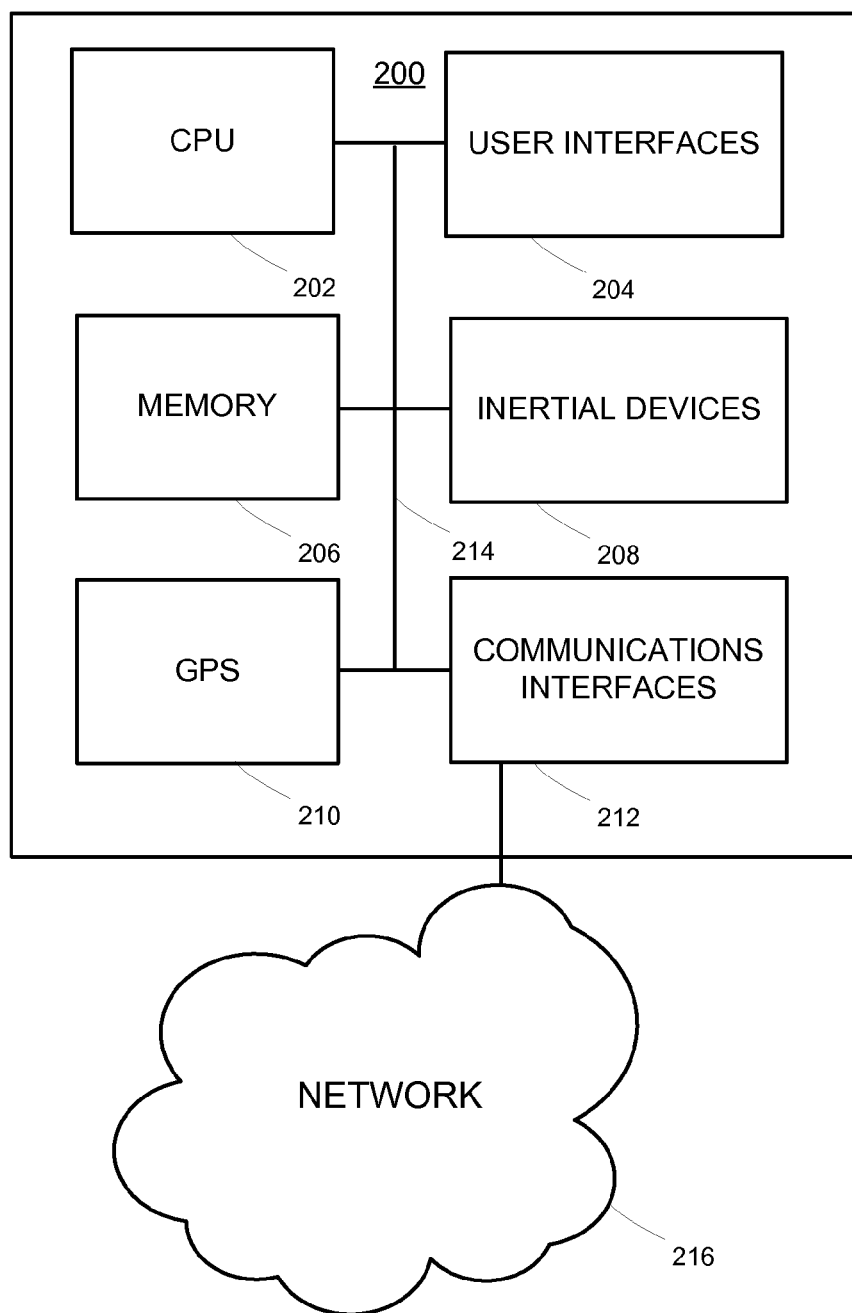 200
CPU
USER INTERFACES
202
204
MEMORY
INERTIAL DEVICES
206
214
208
GPS
COMMUNICATIONS
INTERFACES
210
212
NETWORK
216